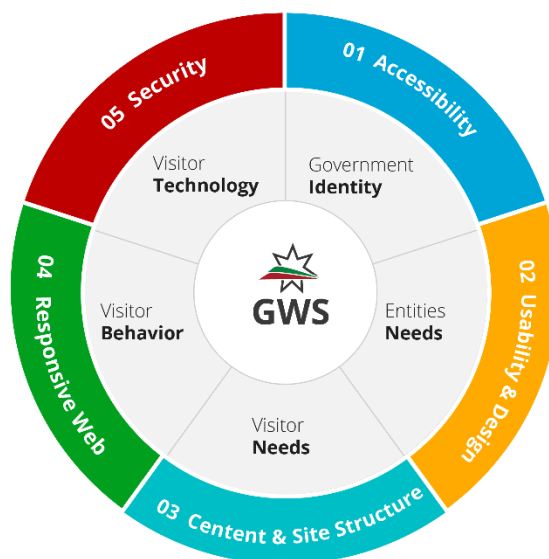 01 Accessibility
02 Usability & Design
03 Centent & Site Structure
04 Responsive Web
05 Security
Government
Identity
Entities
Needs
Visitor
Needs
Visitor
Behavior
Visitor
Technology
GWS